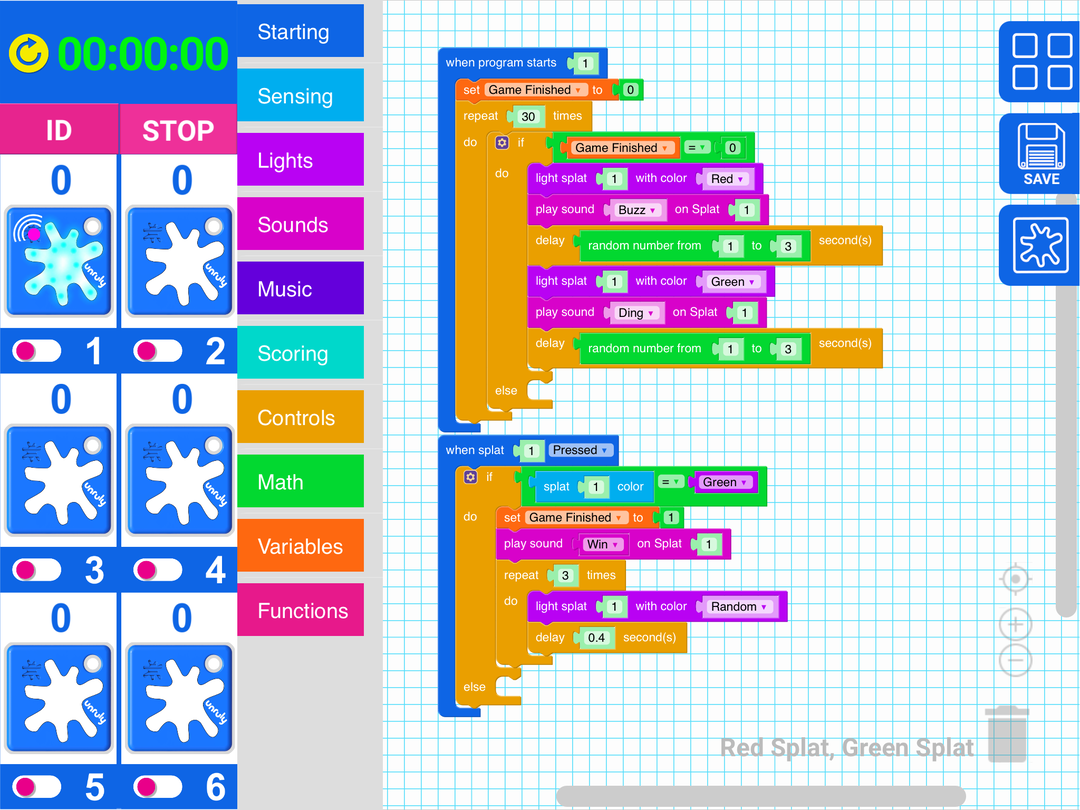 00:00:00
ID STOP
0 0
unruly unruly
1 2
0 0
unruly unruly
3 4
0 0
unruly unruly
5 6
Starting
Sensing
Lights
Sounds
Music
Scoring
Controls
Math
Variables
Functions
when program starts 1
set Game Finished to 0
repeat 30 times
do if Game Finished = 0
do light splat 1 with color Red
play sound Buzz on Splat 1
delay random number from 1 to 3 second(s)
light splat 1 with color Green
play sound Ding on Splat 1
delay random number from 1 to 3 second(s)
else
when splat 1 Pressed
if splat 1 color = Green
do set Game Finished to 1
play sound Win on Splat 1
repeat 3 times
do light splat 1 with color Random
delay 0.4 second(s)
else
SAVE
Red Splat, Green Splat